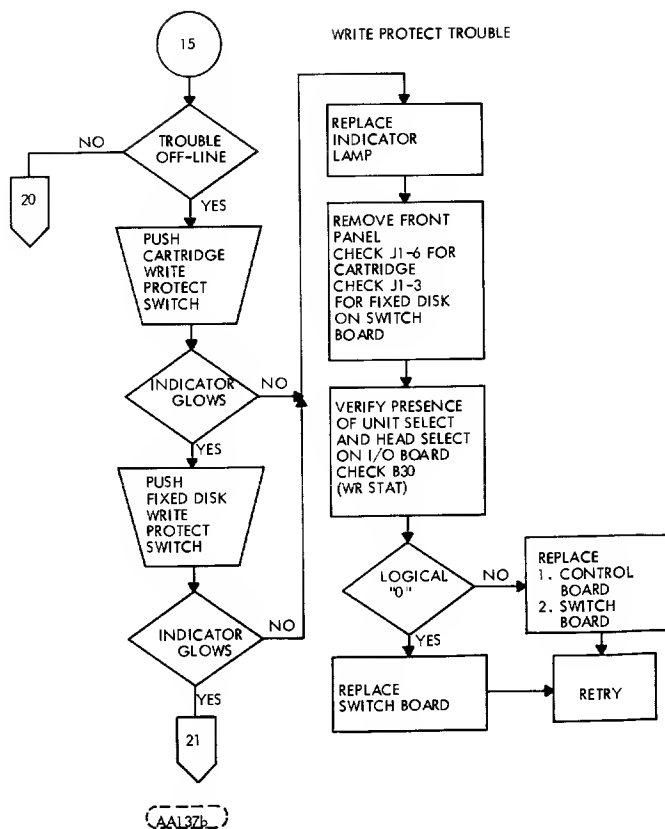 WRITE PROTECT TROUBLE
15
TROUBLE
OFF-LINE
NO
20
YES
PUSH
CARTRIDGE
WRITE
PROTECT
SWITCH
INDICATOR
GLOWS
NO
YES
PUSH
FIXED DISK
WRITE
PROTECT
SWITCH
INDICATOR
GLOWS
NO
YES
21
REPLACE
INDICATOR
LAMP
REMOVE FRONT
PANEL
CHECK J1-6 FOR
CARTRIDGE
CHECK J1-3
FOR FIXED DISK
ON SWITCH
BOARD
VERIFY PRESENCE
OF UNIT SELECT
AND HEAD SELECT
ON I/O BOARD
CHECK B30
(WR STAT)
LOGICAL
"0"
NO
REPLACE
1. CONTROL
BOARD
2. SWITCH
BOARD
YES
REPLACE
SWITCH BOARD
RETRY
AA137b